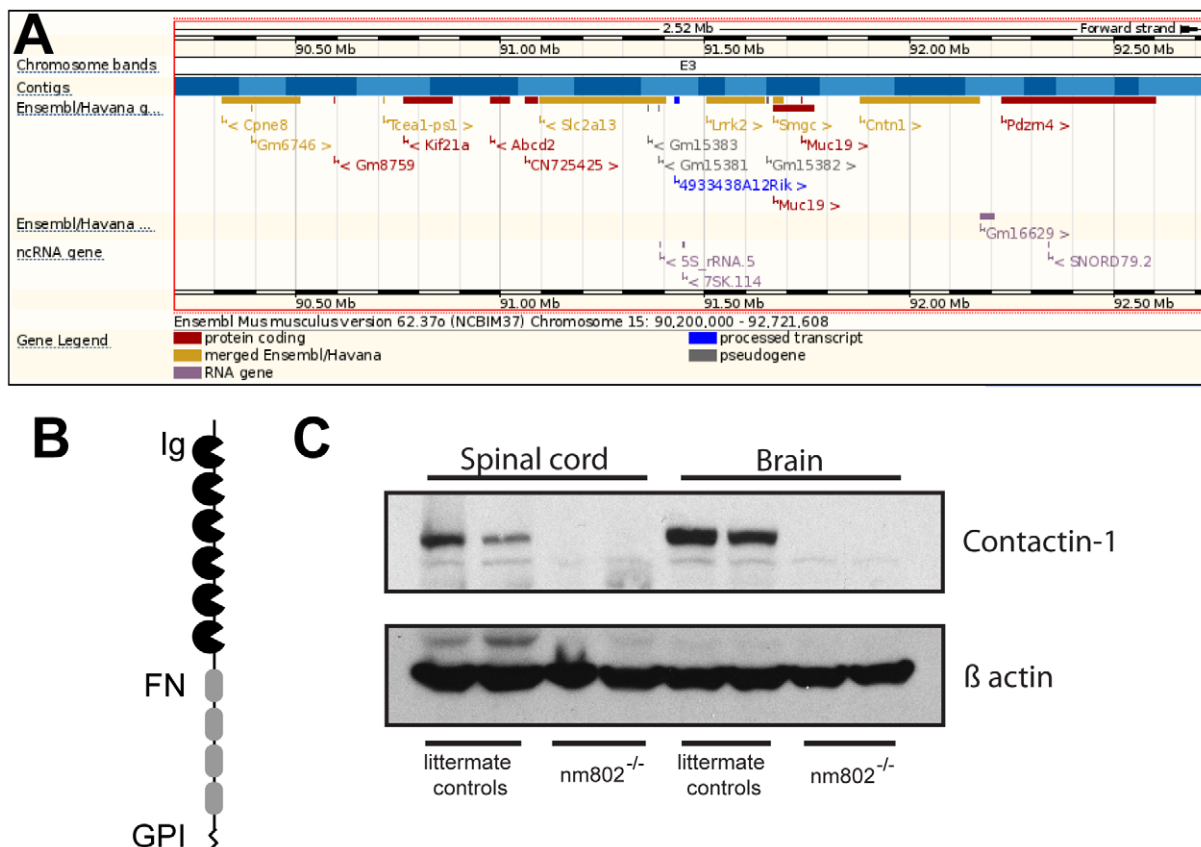 A
2.52 Mb Forward strand
90.50 Mb 91.00 Mb 91.50 Mb 92.00 Mb 92.50 Mb
Chromosome bands E3
Contigs
Ensembl/Havana g...
< Cpne8 Tcea1-ps1 > < Slc2a13 Lrrk2 > Smgc > Cntn1 > Pdzrn4 >
Gm6746 > < Kif21a < Abcd2 < Gm15383 Muc19 >
< Gm8759 CN725425 > < Gm15381 Gm15382 >
4933438A12Rik >
Muc19 >
Ensembl/Havana ...
Gm16629 >
ncRNA gene
< 5S_rRNA.5 < SNORD79.2
< 7SK.114
90.50 Mb 91.00 Mb 91.50 Mb 92.00 Mb 92.50 Mb
Ensembl Mus musculus version 62.37o (NCBIM37) Chromosome 15: 90,200,000 - 92,721,608
Gene Legend
protein coding processed transcript
merged Ensembl/Havana pseudogene
RNA gene
B
Ig
FN
GPI
C
Spinal cord Brain
Contactin-1
ß actin
littermate controls nm802-/- littermate controls nm802-/-